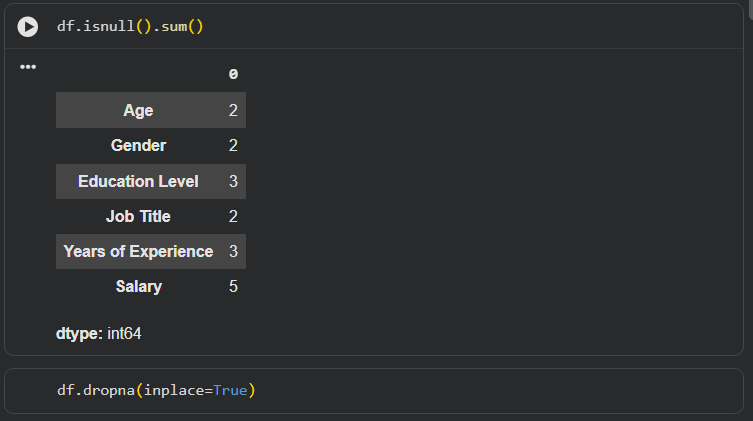 df.isnull().sum()
0
Age 2
Gender 2
Education Level 3
Job Title 2
Years of Experience 3
Salary 5
dtype: int64
df.dropna(inplace=True)